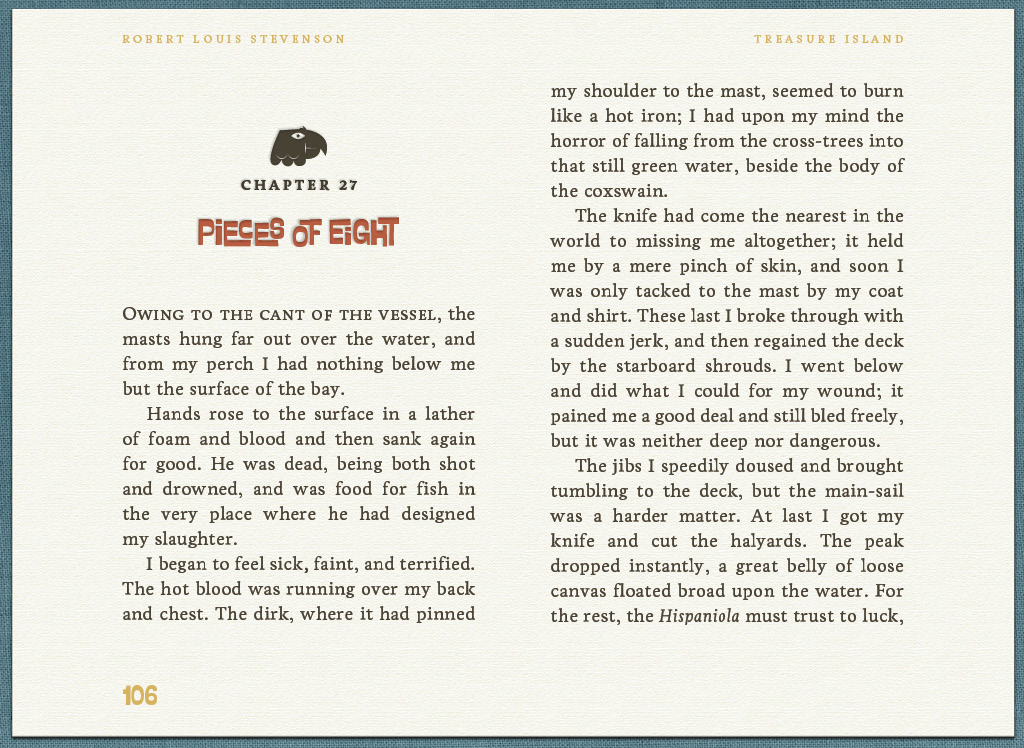 ROBERT LOUIS STEVENSON
TREASURE ISLAND
CHAPTER 27
PIECES OF EIGHT
OWING TO THE CANT OF THE VESSEL, the
masts hung far out over the water, and
from my perch I had nothing below me
but the surface of the bay.
Hands rose to the surface in a lather
of foam and blood and then sank again
for good. He was dead, being both shot
and drowned, and was food for fish in
the very place where he had designed
my slaughter.
I began to feel sick, faint, and terrified.
The hot blood was running over my back
and chest. The dirk, where it had pinned
my shoulder to the mast, seemed to burn
like a hot iron; I had upon my mind the
horror of falling from the cross-trees into
that still green water, beside the body of
the coxswain.
The knife had come the nearest in the
world to missing me altogether; it held
me by a mere pinch of skin, and soon I
was only tacked to the mast by my coat
and shirt. These last I broke through with
a sudden jerk, and then regained the deck
by the starboard shrouds. I went below
and did what I could for my wound; it
pained me a good deal and still bled freely,
but it was neither deep nor dangerous.
The jibs I speedily doused and brought
tumbling to the deck, but the main-sail
was a harder matter. At last I got my
knife and cut the halyards. The peak
dropped instantly, a great belly of loose
canvas floated broad upon the water. For
the rest, the Hispaniola must trust to luck,
106